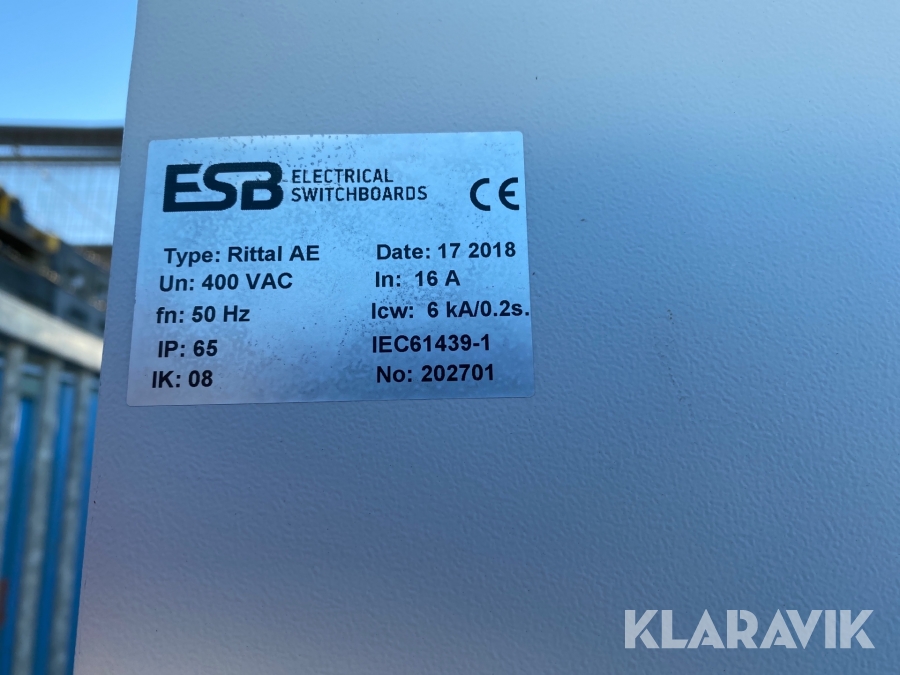 ESB ELECTRICAL
SWITCHBOARDS
CE
Type: Rittal AE Date: 17 2018
Un: 400 VAC In: 16 A
fn: 50 Hz Icw: 6 kA/0.2s.
IP: 65 IEC61439-1
IK: 08 No: 202701
KLARAVIK